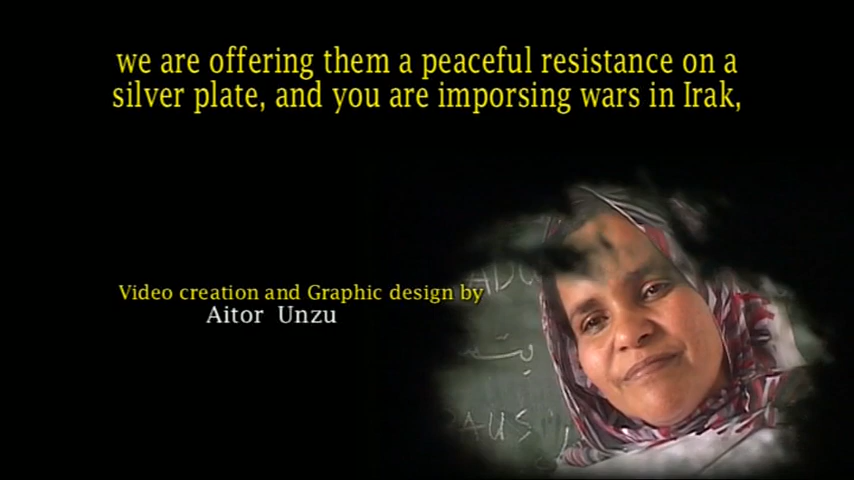 we are offering them a peaceful resistance on a
silver plate, and you are imporsing wars in Irak,
Video creation and Graphic design by
Aitor Unzu
AUS